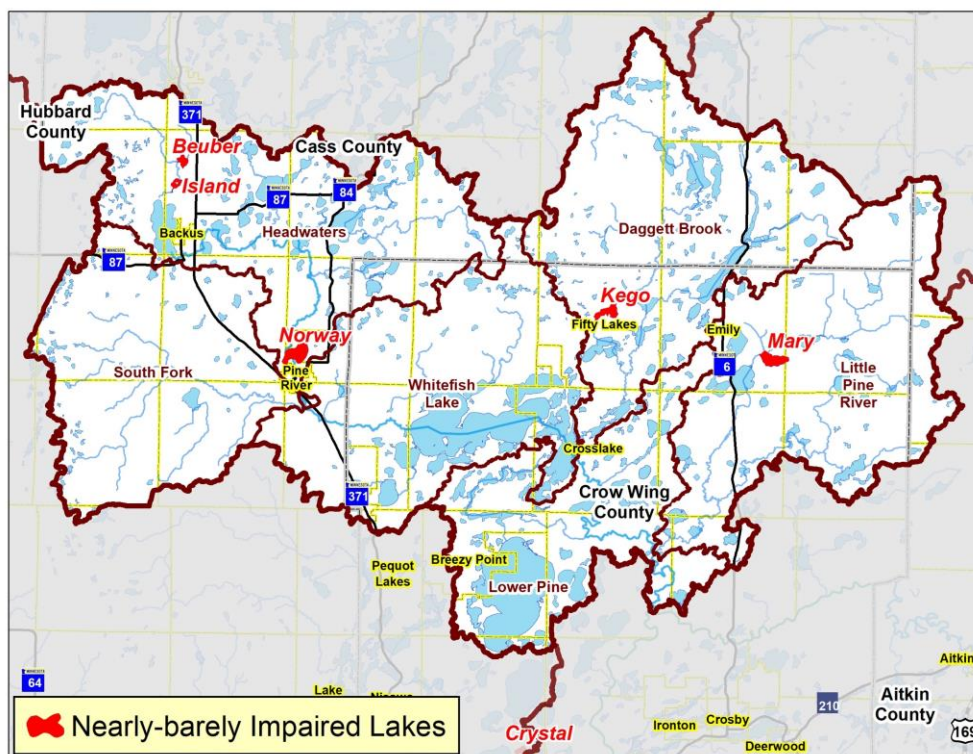 Hubbard
County
371
Beuber
Cass County
Island
87
84
Backus
Headwaters
Daggett Brook
87
Kego
Fifty Lakes
Emily
Norway
Mary
6
South Fork
Pine
River
Whitefish
Lake
Little
Pine
River
Crosslake
Crow Wing
County
371
Pequot
Lakes
Breezy Point
Lower Pine
64
Lake
Aitkin
Aitkin
County
210
Nearly-barely Impaired Lakes
Crystal
Ironton
Crosby
Deerwood